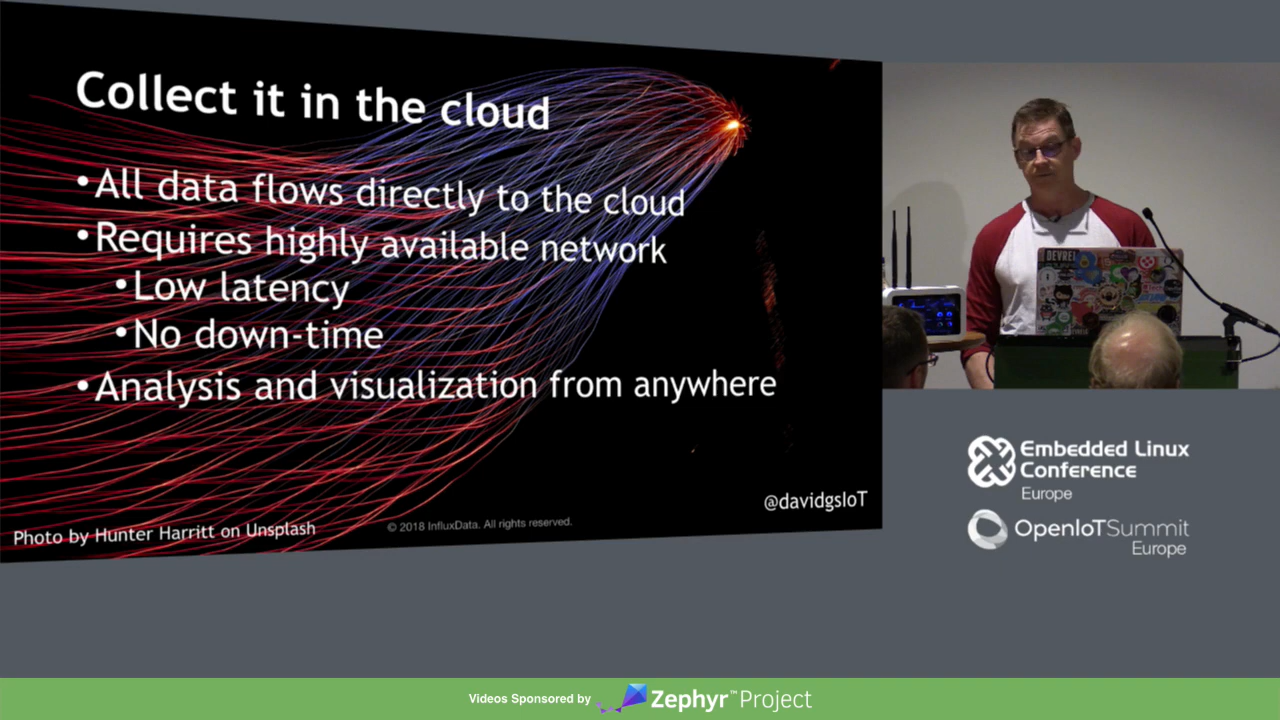 Collect it in the cloud
•All data flows directly to the cloud
•Requires highly available network
•Low latency
•No down-time
•Analysis and visualization from anywhere
@davidgsIoT
Photo by Hunter Harritt on Unsplash
© 2018 InfluxData. All rights reserved.
DEVREL
Embedded Linux
Conference
Europe
OpenIoTSummit
Europe
Videos Sponsored by Zephyr™Project